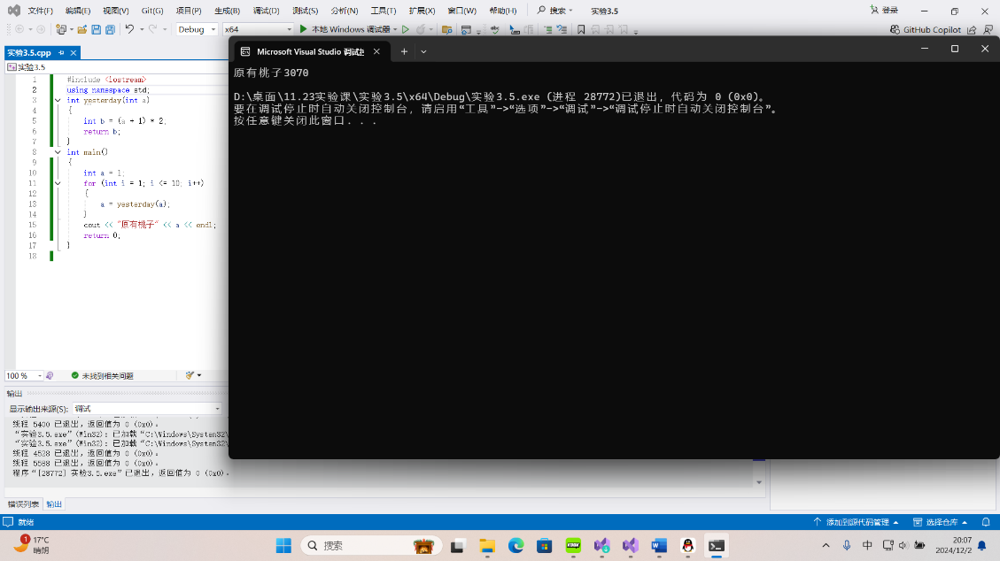 文件(F) 编辑(E) 视图(V) Git(G) 项目(P) 生成(B) 调试(D) 测试(S) 分析(N) 工具(T) 扩展(X) 窗口(W) 帮助(H) 搜索 实验3.5 登录
Debug x64 本地 Windows 调试器 GitHub Copilot
实验3.5.cpp
实验3.5
Microsoft Visual Studio 调试
1 #include <iostream>
2 using namespace std;
3 int yesterday(int a)
4 {
5 int b = (a + 1) * 2;
6 return b;
7 }
8 int main()
9 {
10 int a = 1;
11 for (int i = 1; i <= 10; i++)
12 {
13 a = yesterday(a);
14 }
15 cout << "原有桃子" << a << endl;
16 return 0;
17 }
18
原有桃子3070
D:\桌面\11.23实验课\实验3.5\x64\Debug\实验3.5.exe (进程 28772)已退出，代码为 0 (0x0)。
要在调试停止时自动关闭控制台，请启用“工具”->“选项”->“调试”->“调试停止时自动关闭控制台”。
按任意键关闭此窗口. . .
100 % 未找到相关问题
输出
显示输出来源(S): 调试
线程 5400 已退出，返回值为 0 (0x0)。
“实验3.5.exe”(Win32): 已加载“C:\Windows\System32\
“实验3.5.exe”(Win32): 已加载“C:\Windows\System32\
线程 4528 已退出，返回值为 0 (0x0)。
线程 5588 已退出，返回值为 0 (0x0)。
程序“[28772] 实验3.5.exe”已退出，返回值为 0 (0x0)。
错误列表 输出
就绪 添加到源代码管理 选择仓库
1 17°C
晴朗
搜索
中
20:07
2024/12/2